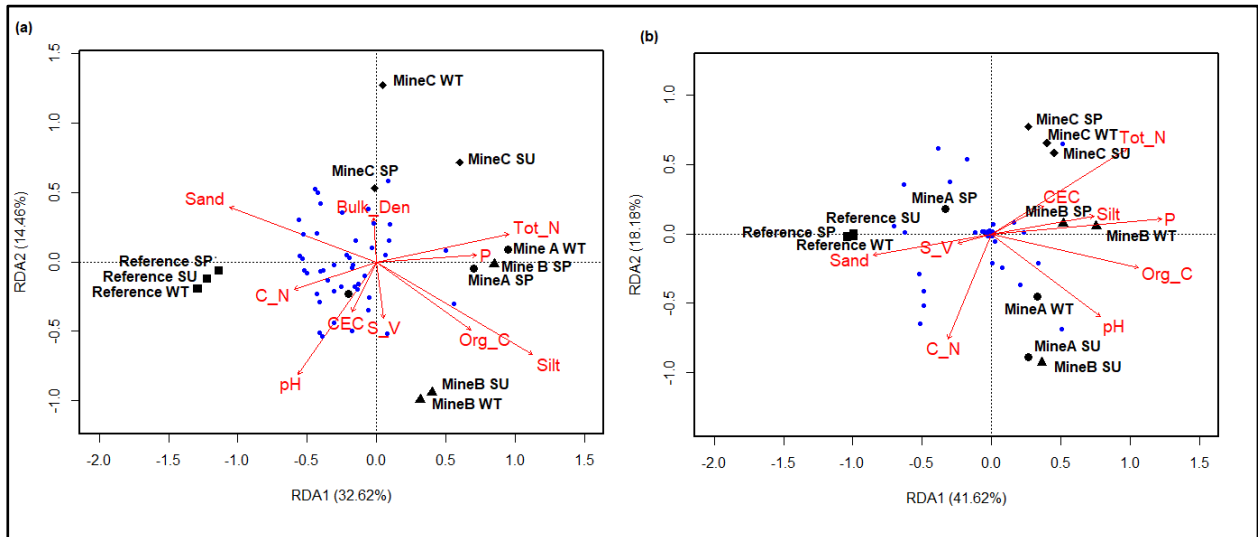 (a)
MineC WT
MineC SU
MineC SP
Bulk_Den
Sand
Tot_N
Mine A WT
P
Mine B SP
MineA SP
Reference SP
Reference SU
Reference WT
C_N
CEC
S_V
Org_C
Silt
pH
MineB SU
MineB WT
RDA2 (14.46%)
1.5
1.0
0.5
0.0
-0.5
-1.0
-2.0 -1.5 -1.0 -0.5 0.0 0.5 1.0 1.5
RDA1 (32.62%)
(b)
MineC SP
MineC WT
Tot_N
MineC SU
MineA SP
CEC
MineB SP
Silt
P
Reference SU
Reference SP
Reference WT
MineB WT
S_V
Sand
Org_C
MineA WT
pH
C_N
MineA SU
MineB SU
RDA2 (18.18%)
1.0
0.5
0.0
-0.5
-1.0
-2.0 -1.5 -1.0 -0.5 0.0 0.5 1.0 1.5
RDA1 (41.62%)